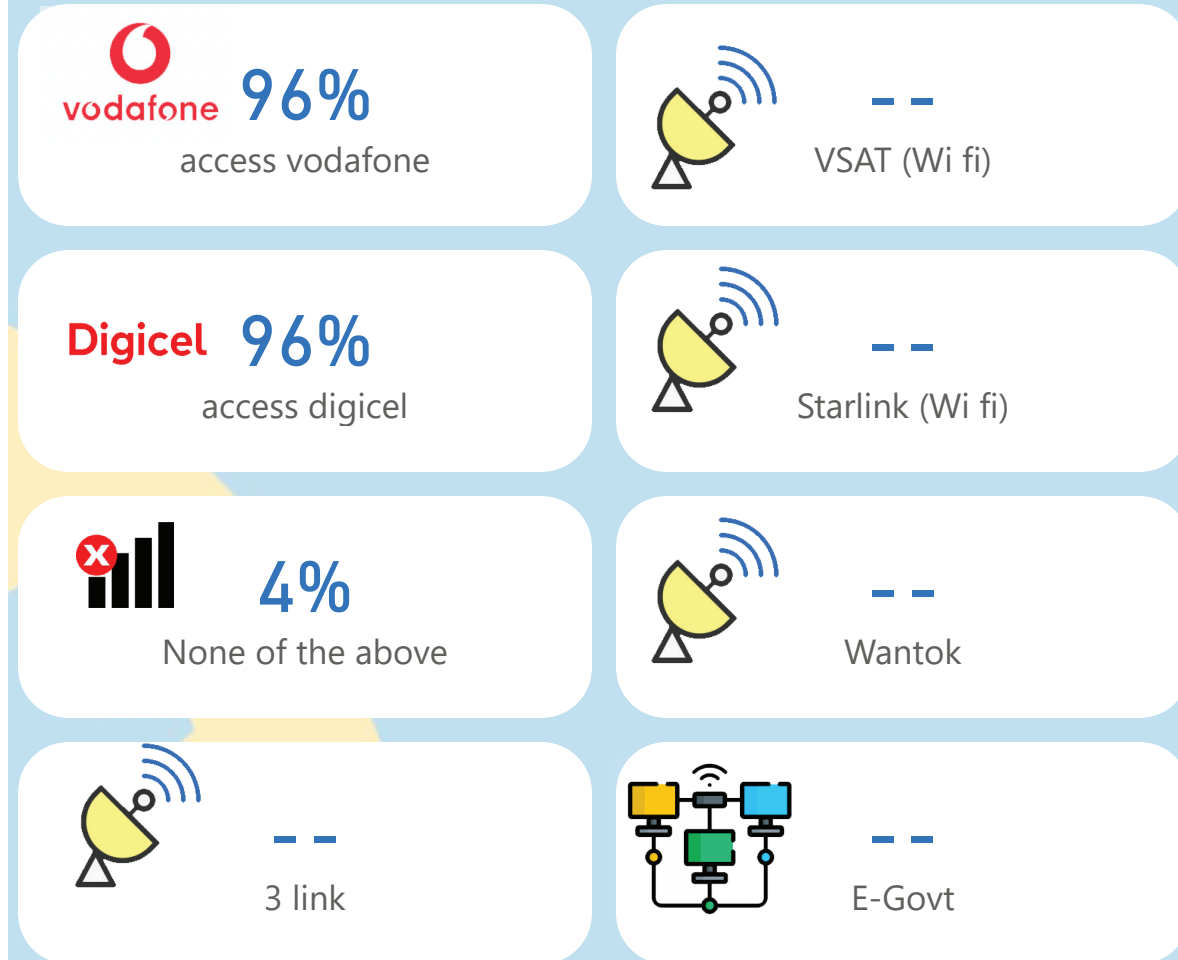 vodafone 96%
access vodafone
- -
VSAT (Wi fi)
Digicel 96%
access digicel
- -
Starlink (Wi fi)
X
4%
None of the above
- -
Wantok
- -
3 link
- -
E-Govt